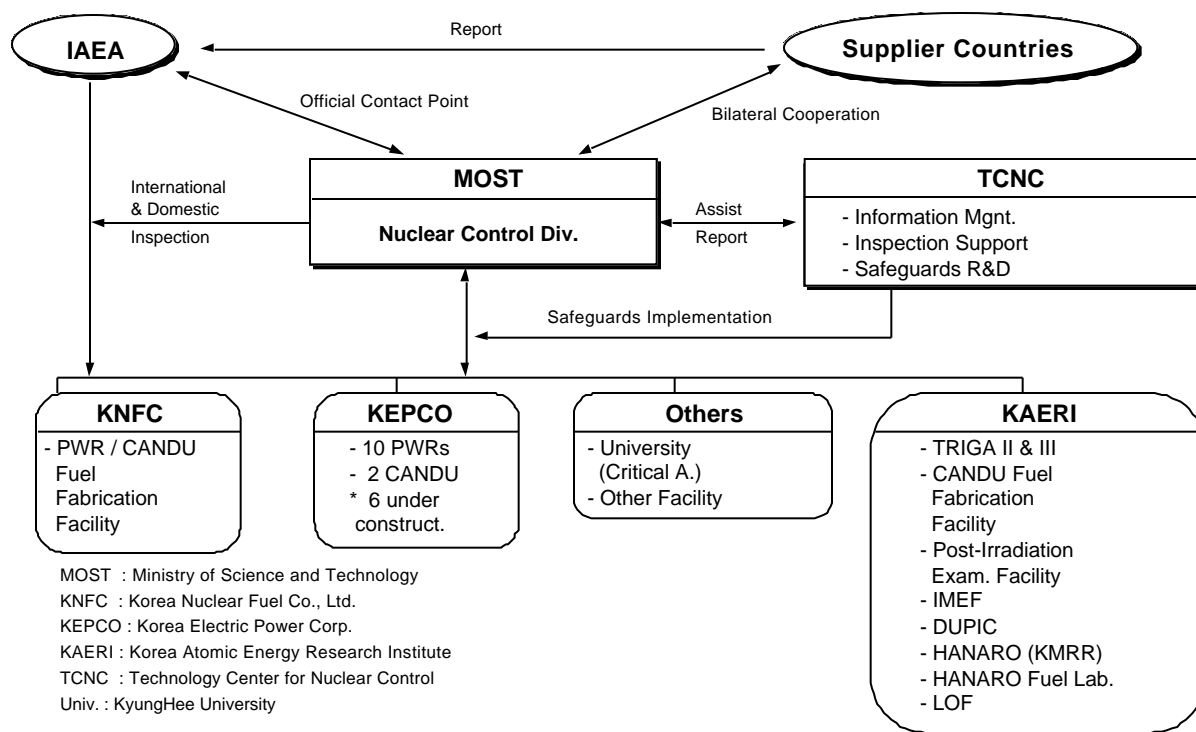 IAEA
Report
Supplier Countries
Official Contact Point
Bilateral Cooperation
MOST
Nuclear Control Div.
International
& Domestic
Inspection
Assist
Report
TCNC
- Information Mgnt.
- Inspection Support
- Safeguards R&D
Safeguards Implementation
KNFC
- PWR / CANDU
Fuel
Fabrication
Facility
KEPCO
- 10 PWRs
- 2 CANDU
* 6 under
construct.
Others
- University
(Critical A.)
- Other Facility
KAERI
- TRIGA II & III
- CANDU Fuel
Fabrication
Facility
- Post-Irradiation
Exam. Facility
- IMEF
- DUPIC
- HANARO (KMRR)
- HANARO Fuel Lab.
- LOF
MOST : Ministry of Science and Technology
KNFC : Korea Nuclear Fuel Co., Ltd.
KEPCO : Korea Electric Power Corp.
KAERI : Korea Atomic Energy Research Institute
TCNC : Technology Center for Nuclear Control
Univ. : KyungHee University